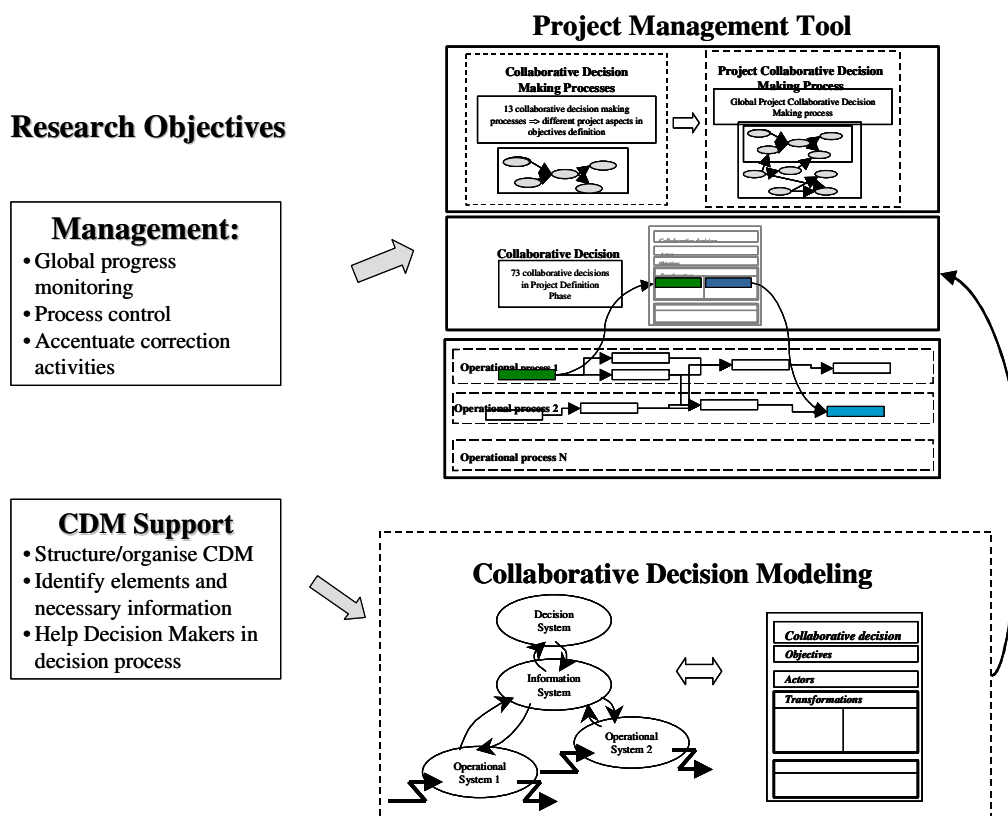 Project Management Tool
Research Objectives
Management:
• Global progress
monitoring
• Process control
• Accentuate correction
activities
CDM Support
• Structure/organise CDM
• Identify elements and
necessary information
• Help Decision Makers in
decision process
Collaborative Decision
Making Processes
13 collaborative decision making
processes => different project aspects in
objectives definition
Project Collaborative Decision
Making Process
Global Project Collaborative Decision
Making process
Collaborative Decision
73 collaborative decisions
in Project Definition
Phase
Collaborative decision
Operational process 1
Operational process 2
Operational process N
Collaborative Decision Modeling
Decision
System
Information
System
Operational
System 1
Operational
System 2
Collaborative decision
Objectives
Actors
Transformations